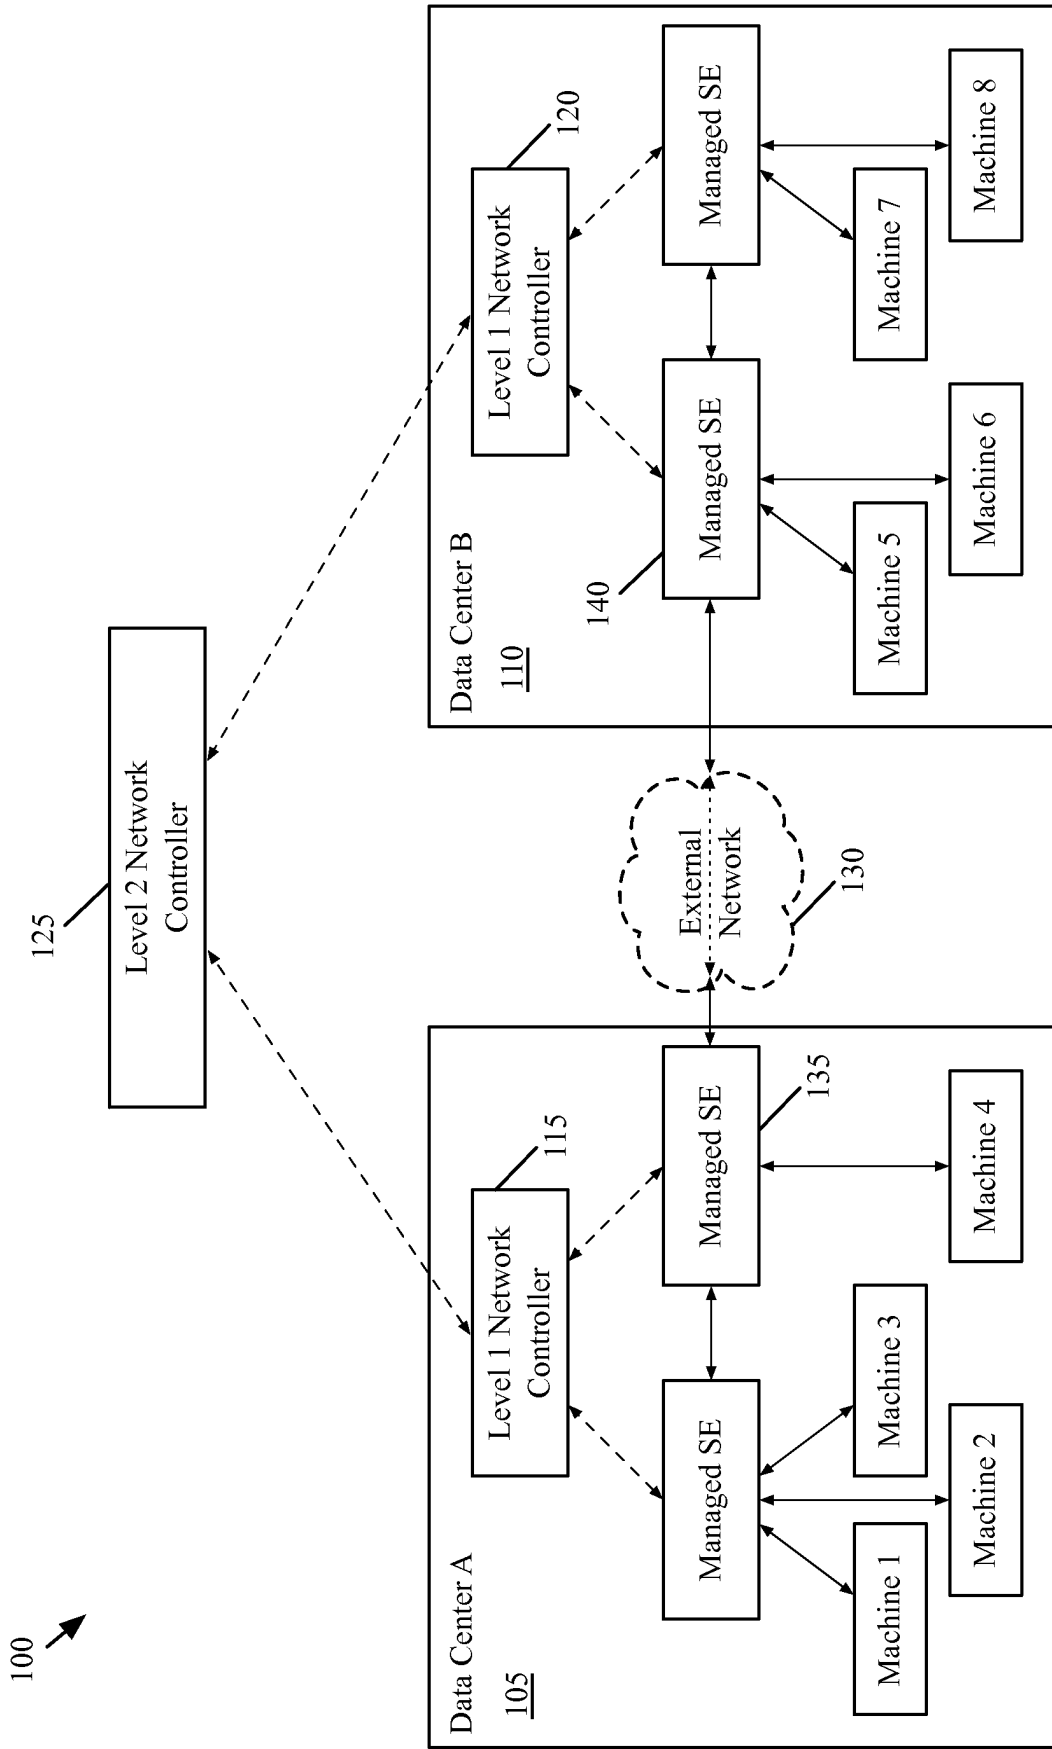 100
125
Level 2 Network
Controller
Data Center A
105
Level 1 Network
Controller
115
Managed SE
Managed SE
135
Machine 1
Machine 2
Machine 3
Machine 4
External
Network
130
Data Center B
110
Level 1 Network
Controller
120
140
Managed SE
Managed SE
Machine 5
Machine 6
Machine 7
Machine 8